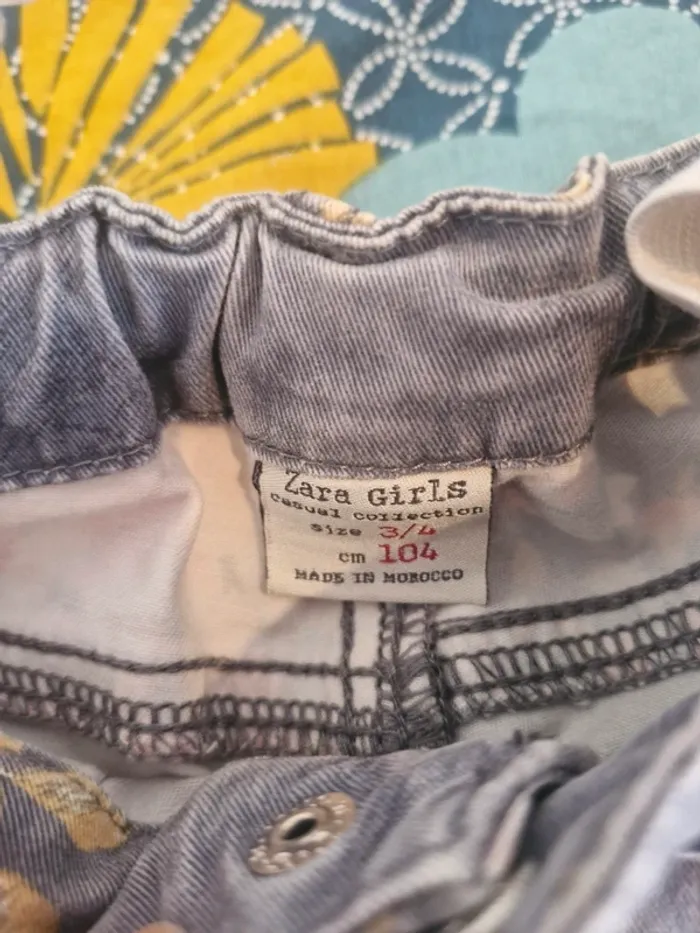 Zara Girls
casual collection
size 3/4
cm 104
MADE IN MOROCCO